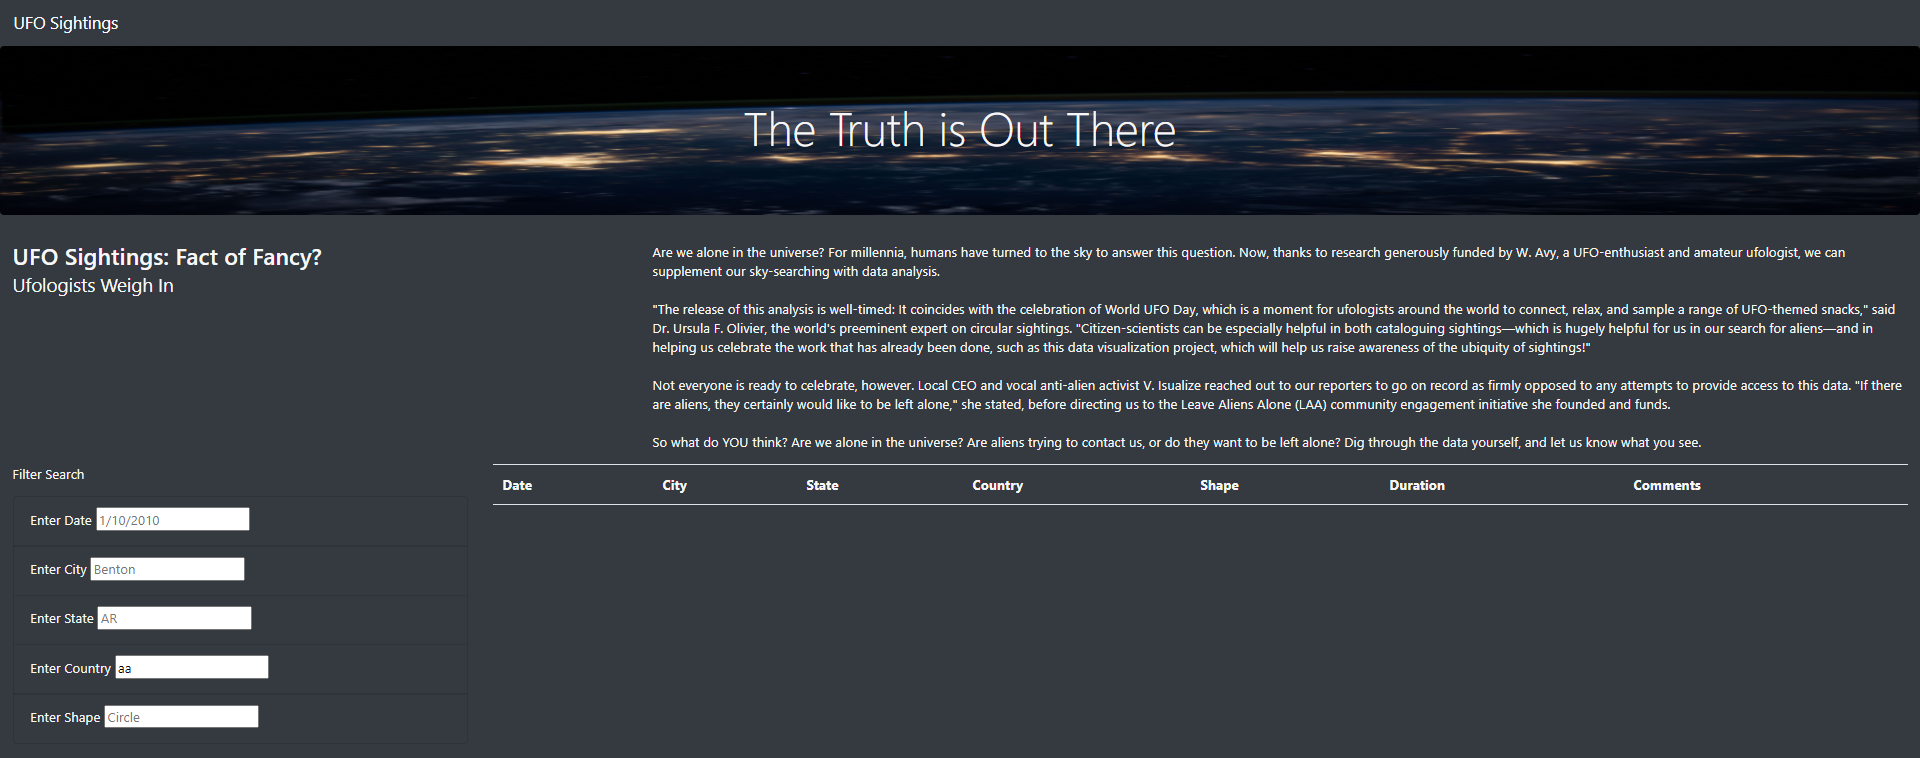 UFO Sightings
The Truth is Out There
UFO Sightings: Fact of Fancy?
Ufologists Weigh In
Are we alone in the universe? For millennia, humans have turned to the sky to answer this question. Now, thanks to research generously funded by W. Avy, a UFO-enthusiast and amateur ufologist, we can
supplement our sky-searching with data analysis.
"The release of this analysis is well-timed: It coincides with the celebration of World UFO Day, which is a moment for ufologists around the world to connect, relax, and sample a range of UFO-themed snacks," said
Dr. Ursula F. Olivier, the world's preeminent expert on circular sightings. "Citizen-scientists can be especially helpful in both cataloguing sightings—which is hugely helpful for us in our search for aliens—and in
helping us celebrate the work that has already been done, such as this data visualization project, which will help us raise awareness of the ubiquity of sightings!"
Not everyone is ready to celebrate, however. Local CEO and vocal anti-alien activist V. Isualize reached out to our reporters to go on record as firmly opposed to any attempts to provide access to this data. "If there
are aliens, they certainly would like to be left alone," she stated, before directing us to the Leave Aliens Alone (LAA) community engagement initiative she founded and funds.
So what do YOU think? Are we alone in the universe? Are aliens trying to contact us, or do they want to be left alone? Dig through the data yourself, and let us know what you see.
Filter Search
Enter Date 1/10/2010
Enter City Benton
Enter State AR
Enter Country aa
Enter Shape Circle
Date City State Country Shape Duration Comments